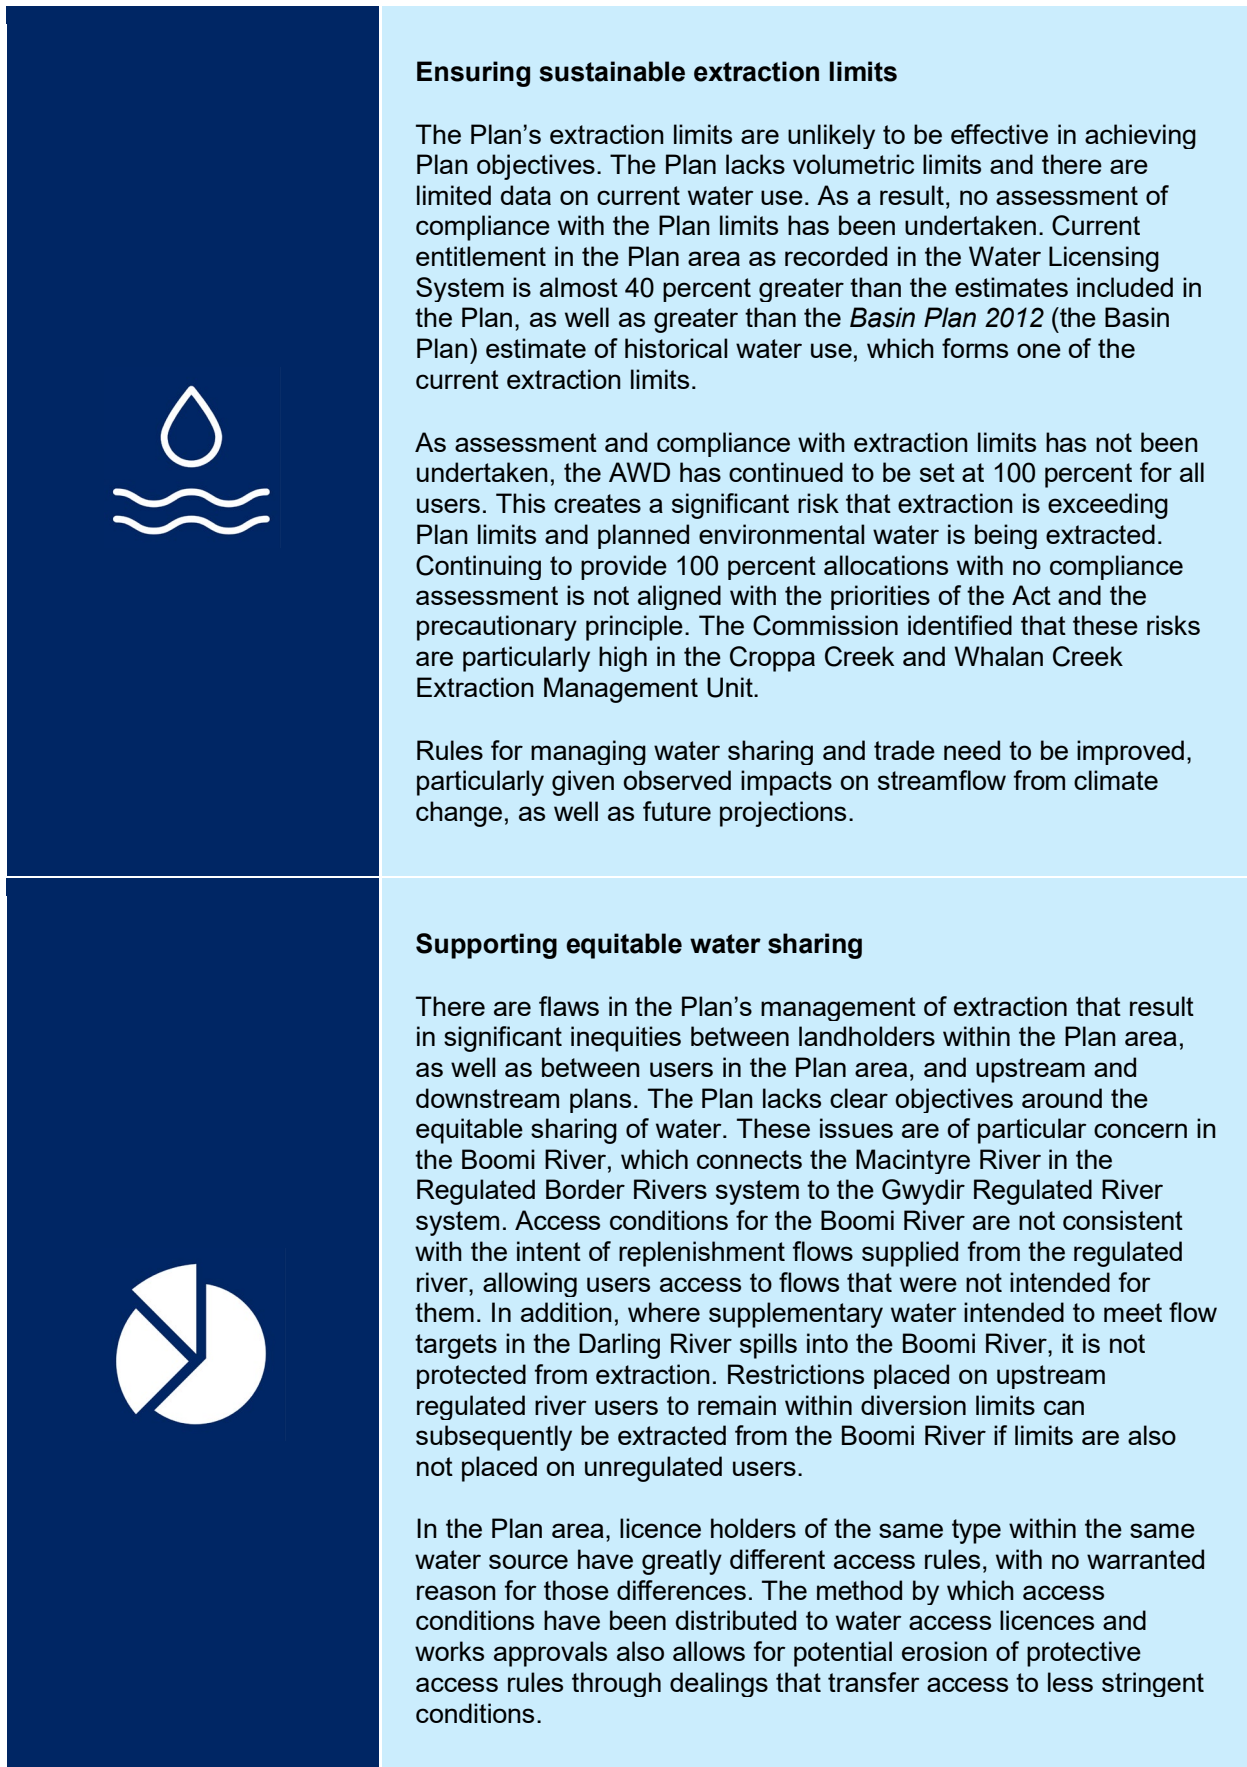 Ensuring sustainable extraction limits
The Plan’s extraction limits are unlikely to be effective in achieving
Plan objectives. The Plan lacks volumetric limits and there are
limited data on current water use. As a result, no assessment of
compliance with the Plan limits has been undertaken. Current
entitlement in the Plan area as recorded in the Water Licensing
System is almost 40 percent greater than the estimates included in
the Plan, as well as greater than the Basin Plan 2012 (the Basin
Plan) estimate of historical water use, which forms one of the
current extraction limits.
As assessment and compliance with extraction limits has not been
undertaken, the AWD has continued to be set at 100 percent for all
users. This creates a significant risk that extraction is exceeding
Plan limits and planned environmental water is being extracted.
Continuing to provide 100 percent allocations with no compliance
assessment is not aligned with the priorities of the Act and the
precautionary principle. The Commission identified that these risks
are particularly high in the Croppa Creek and Whalan Creek
Extraction Management Unit.
Rules for managing water sharing and trade need to be improved,
particularly given observed impacts on streamflow from climate
change, as well as future projections.
Supporting equitable water sharing
There are flaws in the Plan’s management of extraction that result
in significant inequities between landholders within the Plan area,
as well as between users in the Plan area, and upstream and
downstream plans. The Plan lacks clear objectives around the
equitable sharing of water. These issues are of particular concern in
the Boomi River, which connects the Macintyre River in the
Regulated Border Rivers system to the Gwydir Regulated River
system. Access conditions for the Boomi River are not consistent
with the intent of replenishment flows supplied from the regulated
river, allowing users access to flows that were not intended for
them. In addition, where supplementary water intended to meet flow
targets in the Darling River spills into the Boomi River, it is not
protected from extraction. Restrictions placed on upstream
regulated river users to remain within diversion limits can
subsequently be extracted from the Boomi River if limits are also
not placed on unregulated users.
In the Plan area, licence holders of the same type within the same
water source have greatly different access rules, with no warranted
reason for those differences. The method by which access
conditions have been distributed to water access licences and
works approvals also allows for potential erosion of protective
access rules through dealings that transfer access to less stringent
conditions.